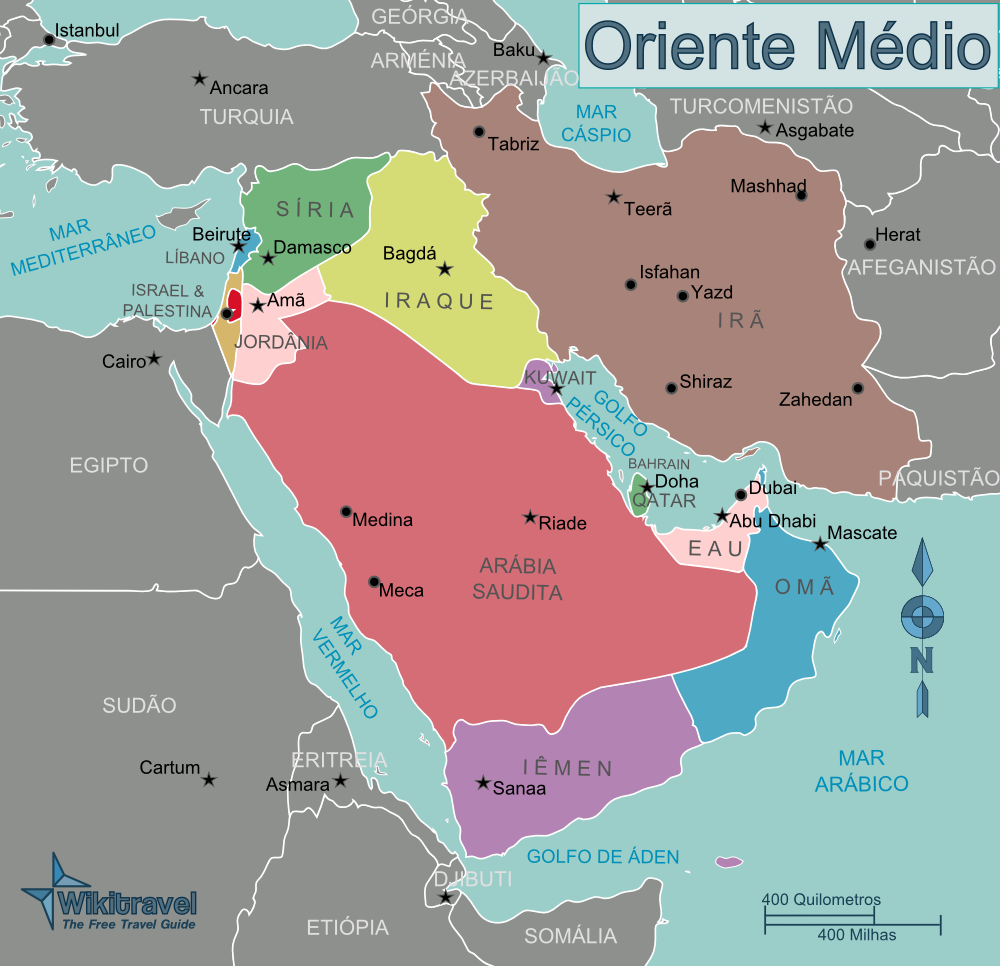 Oriente Médio
GEÓRGIA
Istanbul
ARMÉNIA
Baku
AZERBAIJÃO
Ancara
TURQUIA
MAR
CÁSPIO
TURCOMENISTÃO
Asgabate
Tabriz
Mashhad
Teerã
SÍRIA
MAR
MEDITERRÂNEO
Beirute
LÍBANO
Damasco
Bagdá
IRAQUE
Herat
AFEGANISTÃO
Isfahan
Yazd
IRÃ
ISRAEL &
PALESTINA
Amã
JORDÂNIA
Cairo
KUWAIT
GOLFO
PÉRSICO
Shiraz
Zahedan
EGIPTO
BAHRAIN
Doha
QATAR
Dubai
PAQUISTÃO
Medina
Riade
Abu Dhabi
Mascate
EAU
ARÁBIA
SAUDITA
Meca
OMÃ
MAR
VERMELHO
N
SUDÃO
ERITREIA
Cartum
Asmara
IÊMEN
Sanaa
MAR
ARÁBICO
GOLFO DE ÁDEN
DJIBUTI
Wikitravel
The Free Travel Guide
ETIÓPIA
SOMÁLIA
400 Quilometros
400 Milhas